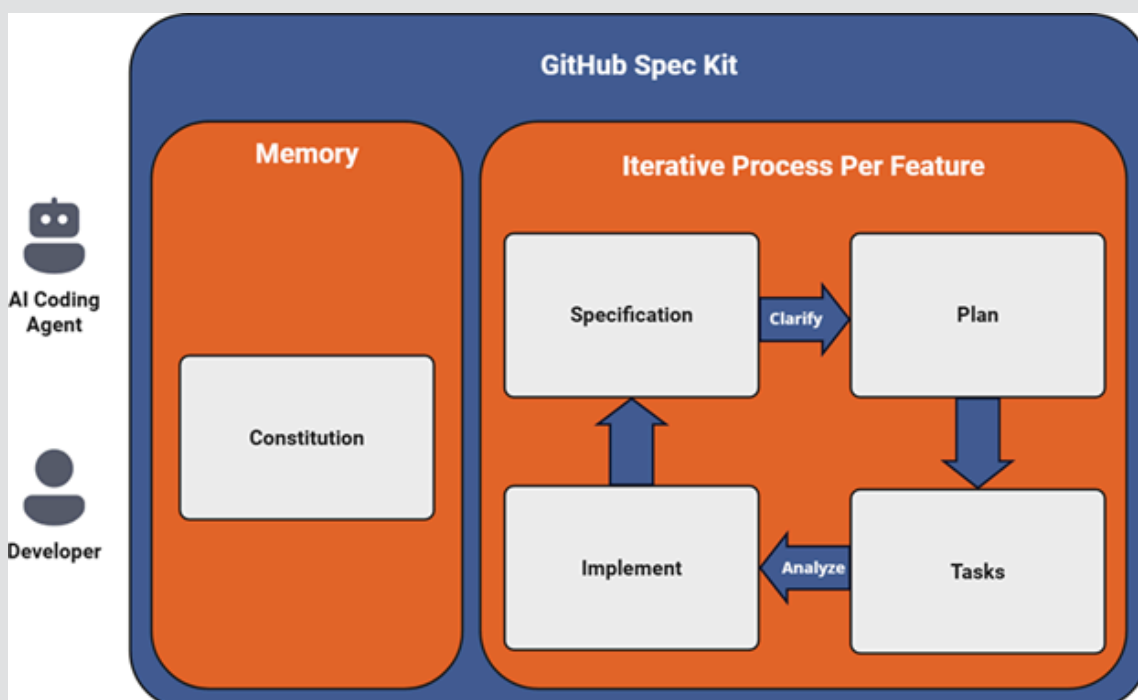 GitHub Spec Kit
Memory
Iterative Process Per Feature
AI Coding
Agent
Developer
Constitution
Specification
Clarify
Plan
Implement
Analyze
Tasks